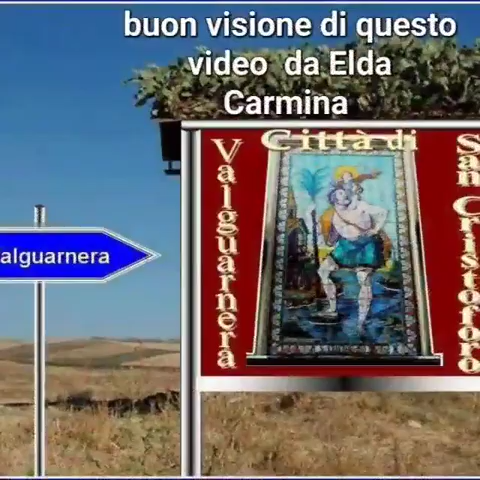 buon visione di questo
video da Elda
Carmina
Città di
Valguarnera
San Cristoforo
alguarnera